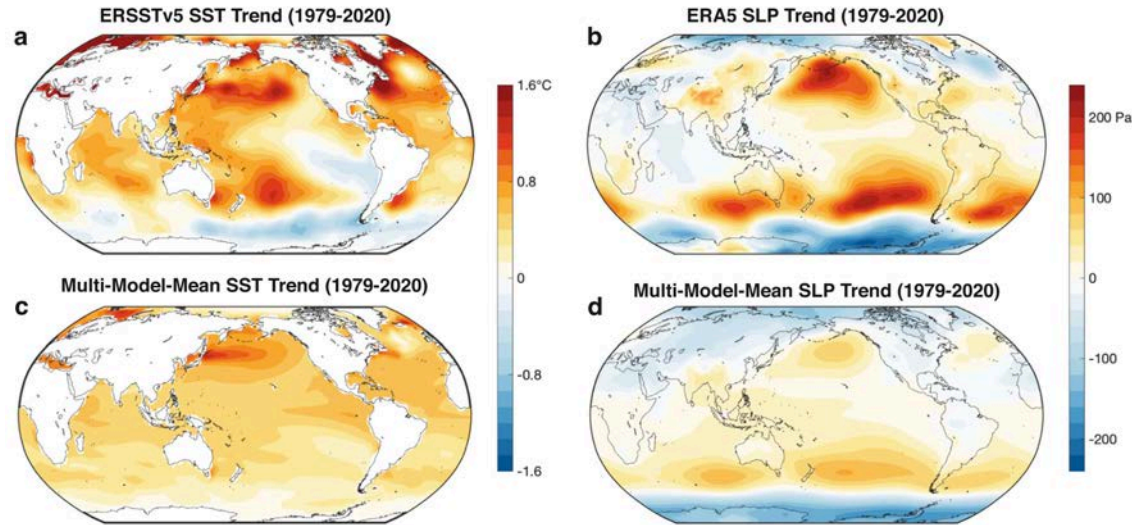 ERSSTv5 SST Trend (1979-2020)
a
1.6°C
0.8
0
-0.8
-1.6
ERA5 SLP Trend (1979-2020)
b
200 Pa
100
0
-100
-200
Multi-Model-Mean SST Trend (1979-2020)
c
Multi-Model-Mean SLP Trend (1979-2020)
d